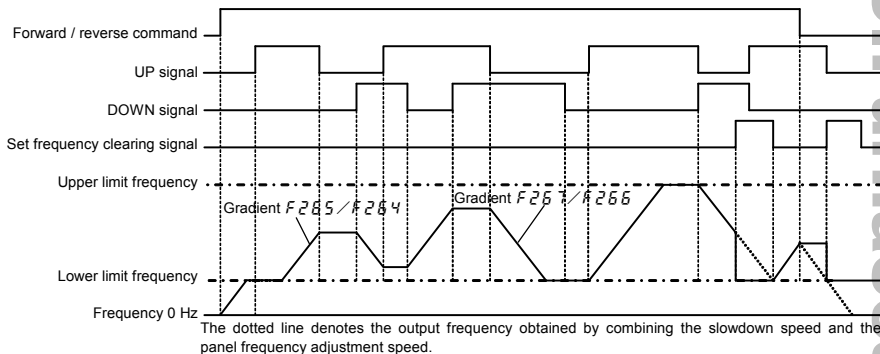 Forward / reverse command
UP signal
DOWN signal
Set frequency clearing signal
Upper limit frequency
Gradient F265/F264
Gradient F267/F266
Lower limit frequency
Frequency 0 Hz
The dotted line denotes the output frequency obtained by combining the slowdown speed and the
panel frequency adjustment speed.